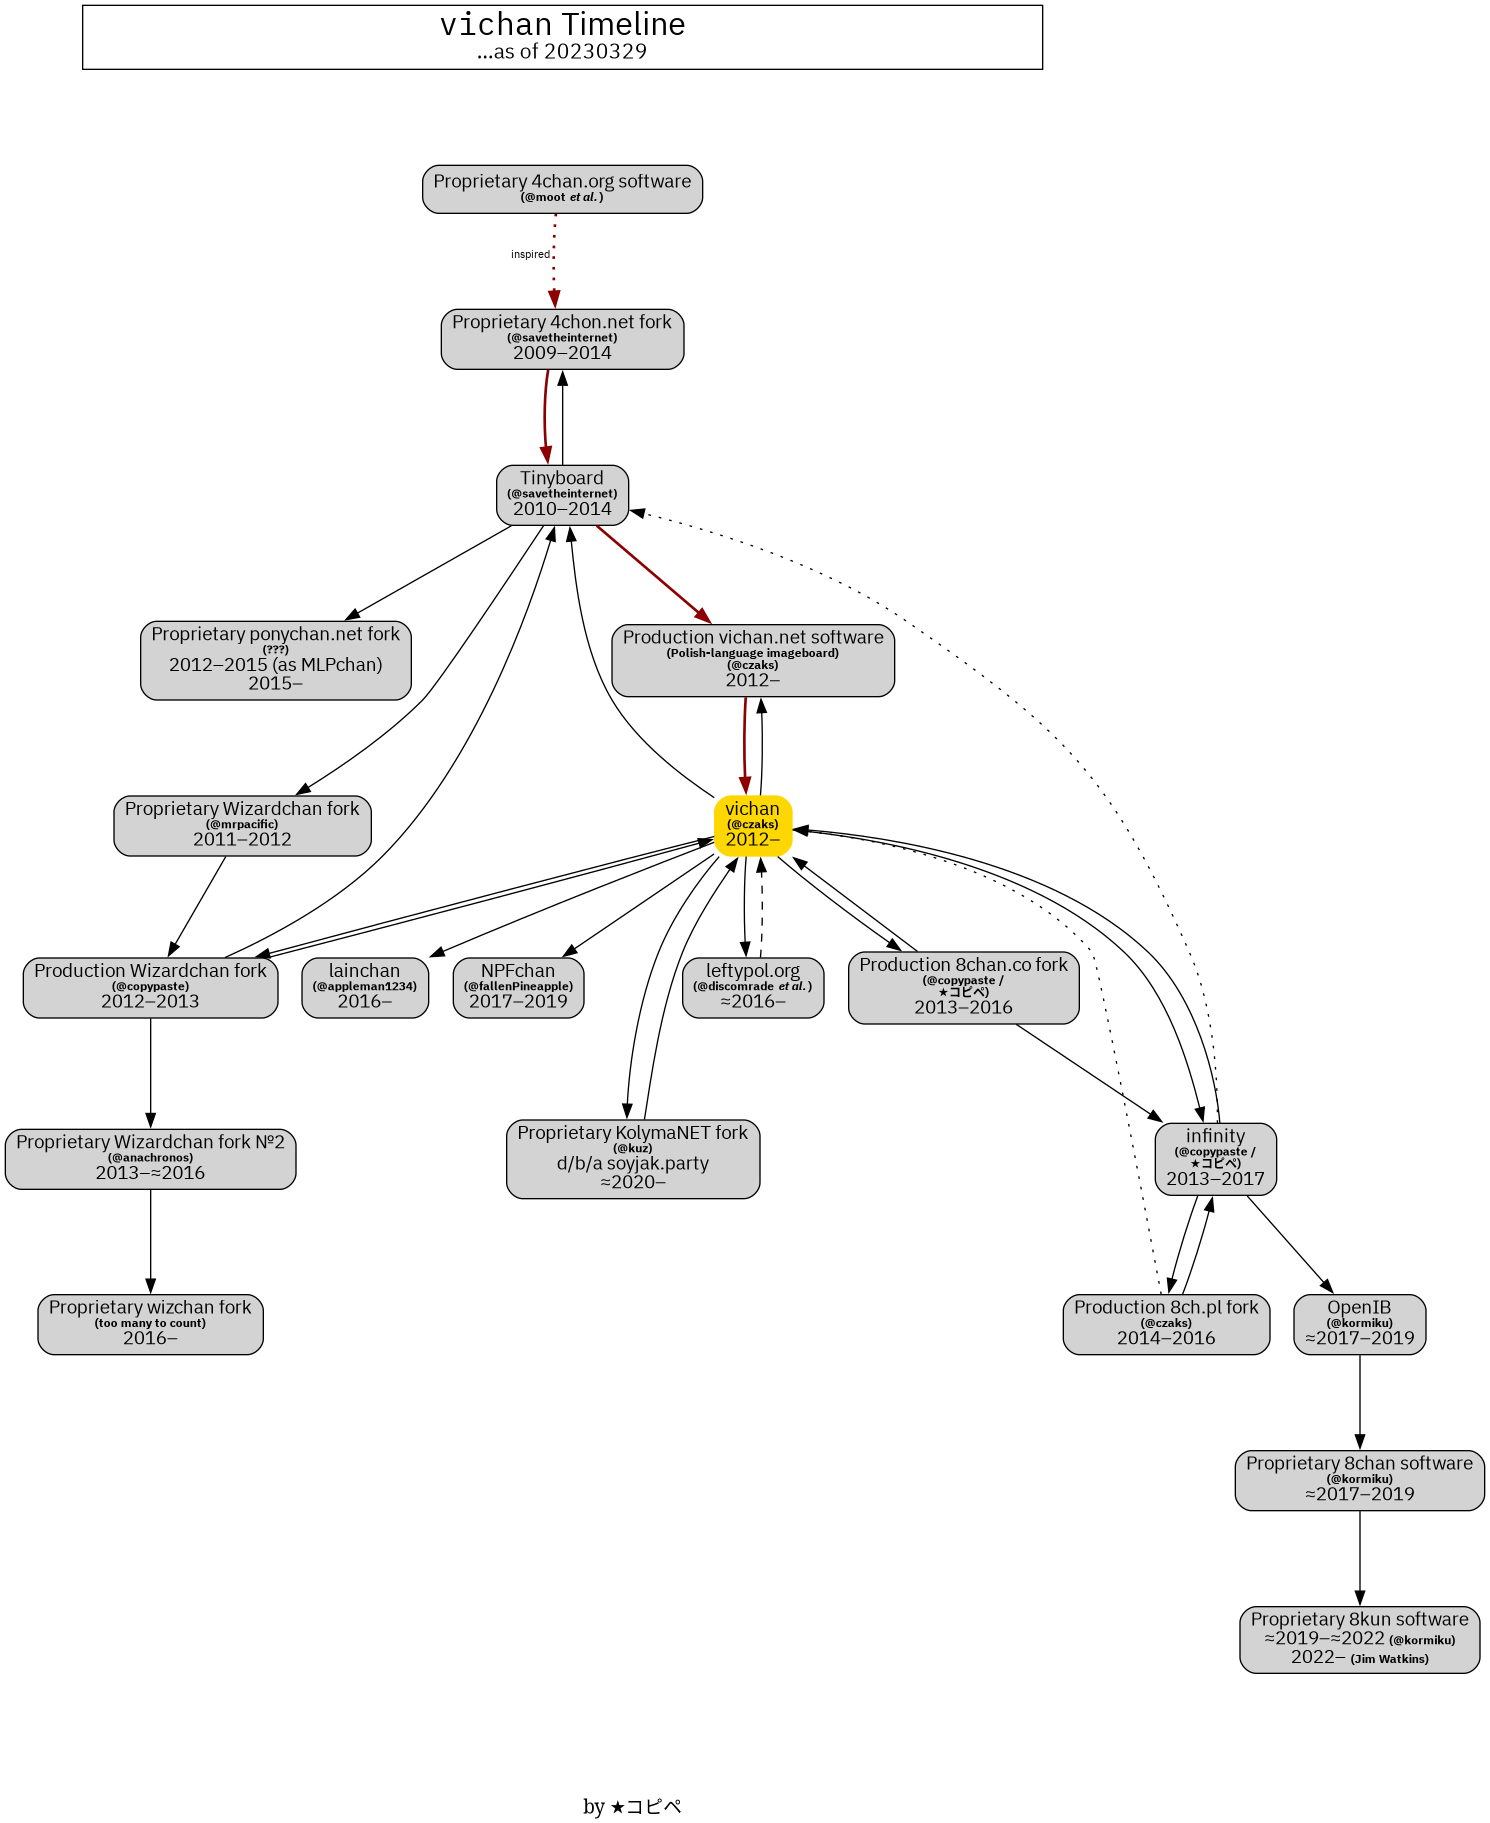 vichan Timeline
…as of 20230329
Proprietary 4chan.org software
(@moot et al.)
inspired
Proprietary 4chon.net fork
(@savetheinternet)
2009–2014
Tinyboard
(@savetheinternet)
2010–2014
Proprietary ponychan.net fork
(???)
2012–2015 (as MLPchan)
2015–
Production vichan.net software
(Polish-language imageboard)
(@czaks)
2012–
Proprietary Wizardchan fork
(@mrpacific)
2011–2012
vichan
(@czaks)
2012–
Production Wizardchan fork
(@copypaste)
2012–2013
lainchan
(@appleman1234)
2016–
NPFchan
(@fallenPineapple)
2017–2019
leftypol.org
(@discomrade et al.)
≈2016–
Production 8chan.co fork
(@copypaste /
★コピペ)
2013–2016
Proprietary Wizardchan fork №2
(@anachronos)
2013–≈2016
Proprietary KolymaNET fork
(@kuz)
d/b/a soyjak.party
≈2020–
infinity
(@copypaste /
★コピペ)
2013–2017
Proprietary wizchan fork
(too many to count)
2016–
Production 8ch.pl fork
(@czaks)
2014–2016
OpenIB
(@kormiku)
≈2017–2019
Proprietary 8chan software
(@kormiku)
≈2017–2019
Proprietary 8kun software
≈2019–≈2022 (@kormiku)
2022– (Jim Watkins)
by ★コピペ